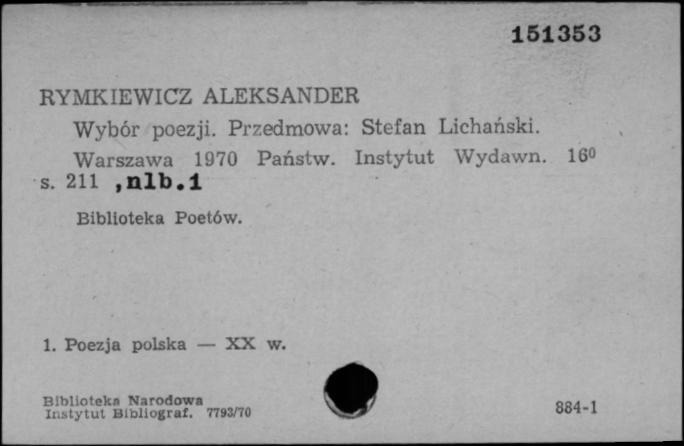 151353
RYMKIEWICZ ALEKSANDER
Wybór poezji. Przedmowa: Stefan Lichański.
Warszawa 1970 Państw. Instytut Wydawn. 16⁰
s. 211 ,nlb.1
Biblioteka Poetów.
1. Poezja polska — XX w.
Biblioteka Narodowa
Instytut Bibliograf. 7793/70
884-1